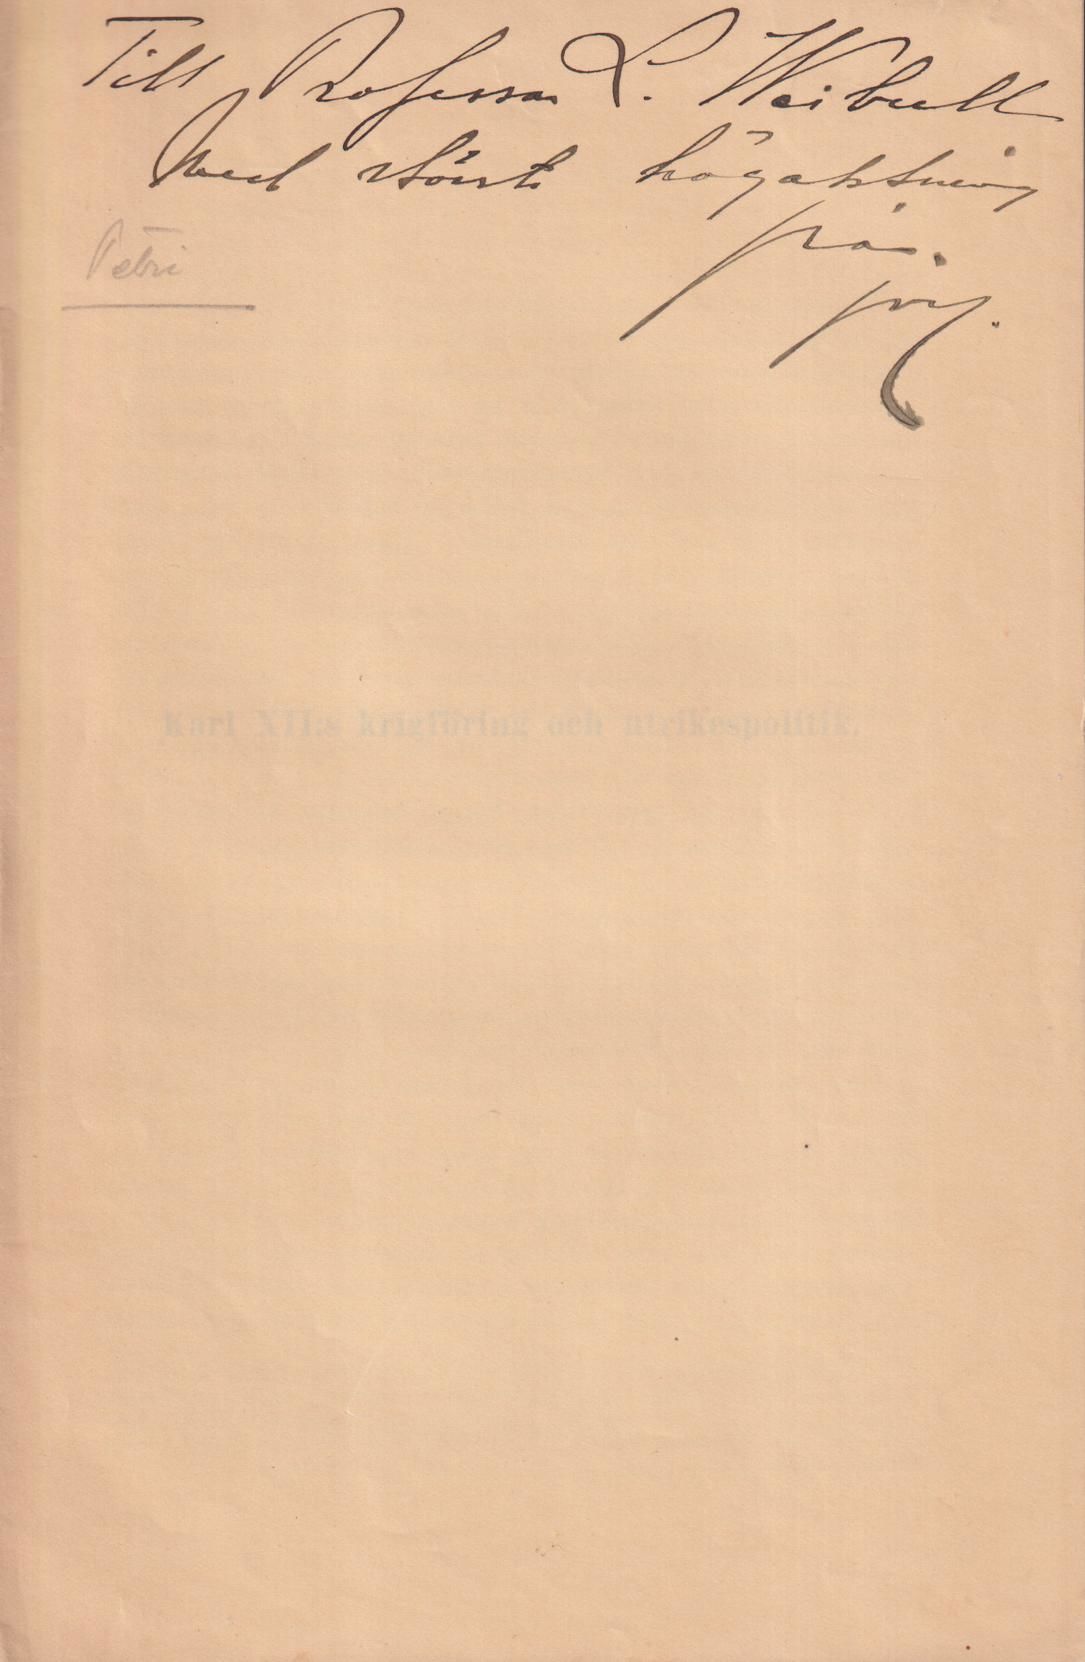 Till Professor L. Weibull
Med största högaktning
från
förf.
Petri
Karl XII:s krigföring och utrikespolitik.